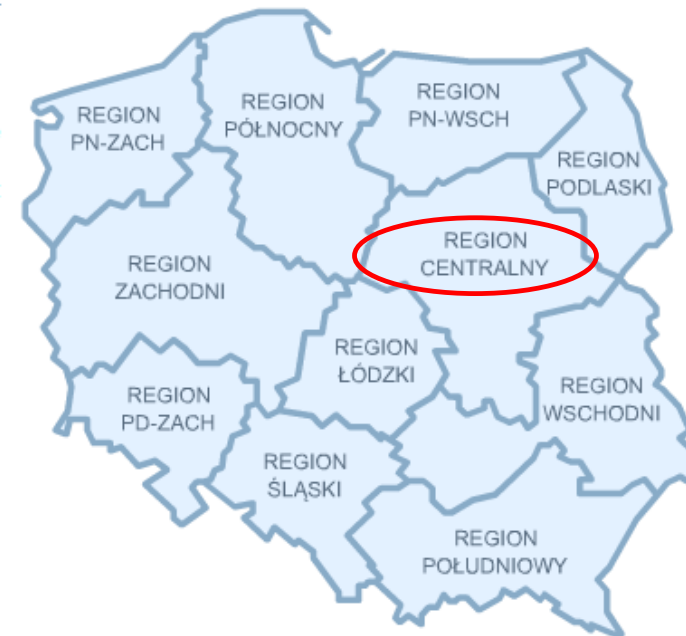 REGION
PN-ZACH
REGION
PÓŁNOCNY
REGION
PN-WSCH
REGION
PODLASKI
REGION
ZACHODNI
REGION
CENTRALNY
REGION
ŁÓDZKI
REGION
PD-ZACH
REGION
WSCHODNI
REGION
ŚLĄSKI
REGION
POŁUDNIOWY